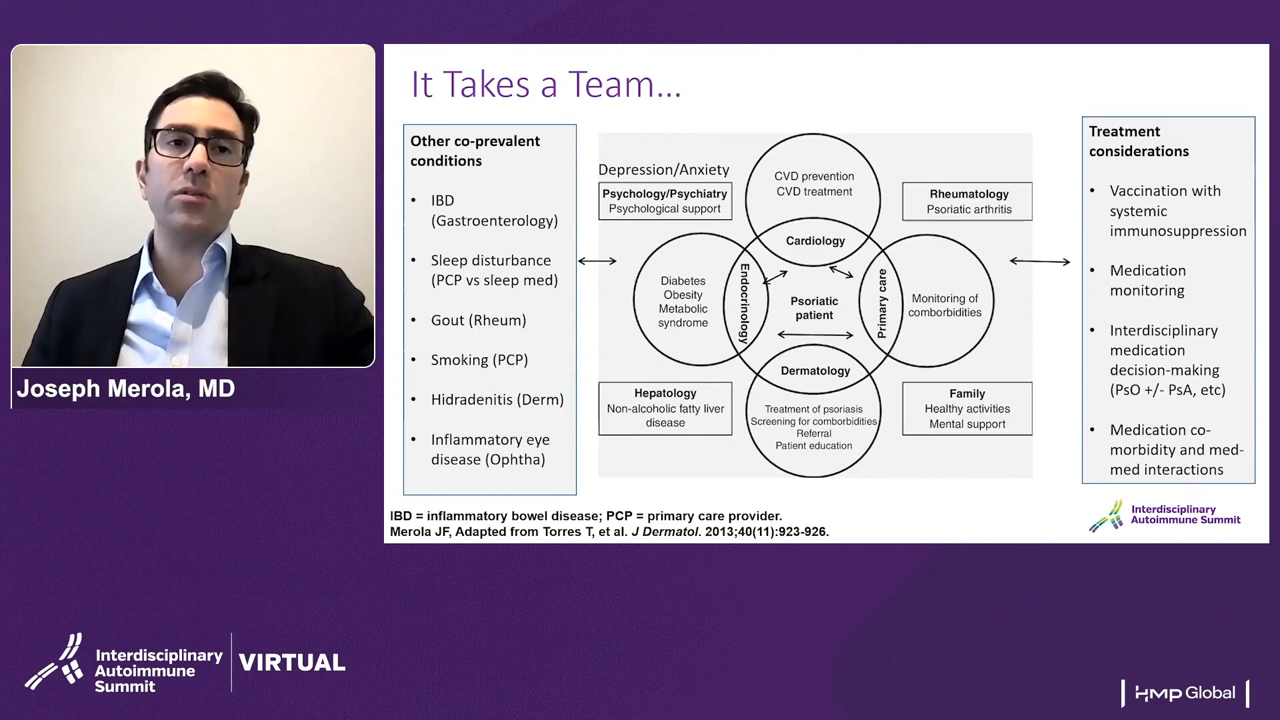 It Takes a Team...
Joseph Merola, MD
Other co-prevalent
conditions
• IBD
(Gastroenterology)
• Sleep disturbance
(PCP vs sleep med)
• Gout (Rheum)
• Smoking (PCP)
• Hidradenitis (Derm)
• Inflammatory eye
disease (Ophtha)
Depression/Anxiety
Psychology/Psychiatry
Psychological support
CVD prevention
CVD treatment
Cardiology
Rheumatology
Psoriatic arthritis
Diabetes
Obesity
Metabolic
syndrome
Endocrinology
Psoriatic
patient
Primary care
Monitoring of
comborbidities
Hepatology
Non-alcoholic fatty liver
disease
Dermatology
Treatment of psoriasis
Screening for comborbidities
Referral
Patient education
Family
Healthy activities
Mental support
Treatment
considerations
• Vaccination with
systemic
immunosuppression
• Medication
monitoring
• Interdisciplinary
medication
decision-making
(PsO +/- PsA, etc)
• Medication co-
morbidity and med-
med interactions
IBD = inflammatory bowel disease; PCP = primary care provider.
Merola JF, Adapted from Torres T, et al. J Dermatol. 2013;40(11):923-926.
Interdisciplinary
Autoimmune Summit
Interdisciplinary
Autoimmune
Summit
VIRTUAL
HMP Global